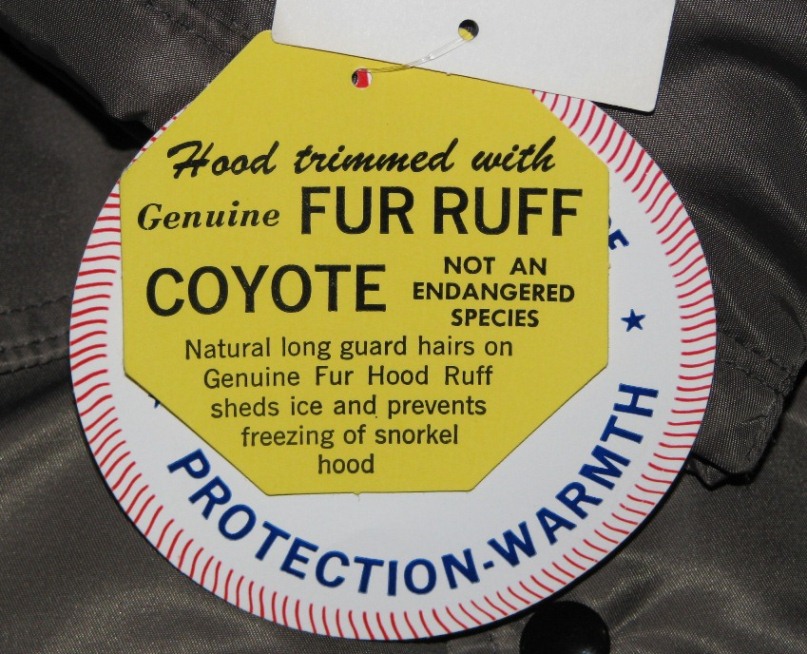 Hood trimmed with
Genuine FUR RUFF
COYOTE NOT AN
ENDANGERED
SPECIES
Natural long guard hairs on
Genuine Fur Hood Ruff
sheds ice and prevents
freezing of snorkel
hood
PROTECTION-WARMTH